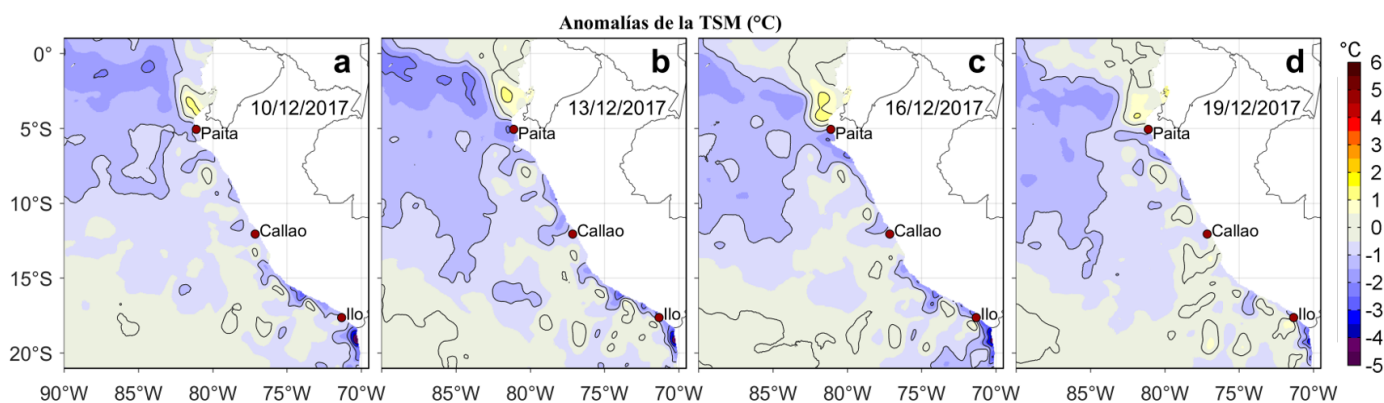 Anomalías de la TSM (°C)
a
10/12/2017
Paita
Callao
Ilo
b
13/12/2017
Paita
Callao
Ilo
c
16/12/2017
Paita
Callao
Ilo
d
19/12/2017
Paita
Callao
Ilo
0°
5°S
10°S
15°S
20°S
90°W 85°W 80°W 75°W 70°W
85°W 80°W 75°W 70°W
85°W 80°W 75°W 70°W
85°W 80°W 75°W 70°W
°C
6
5
4
3
2
1
0
-1
-2
-3
-4
-5